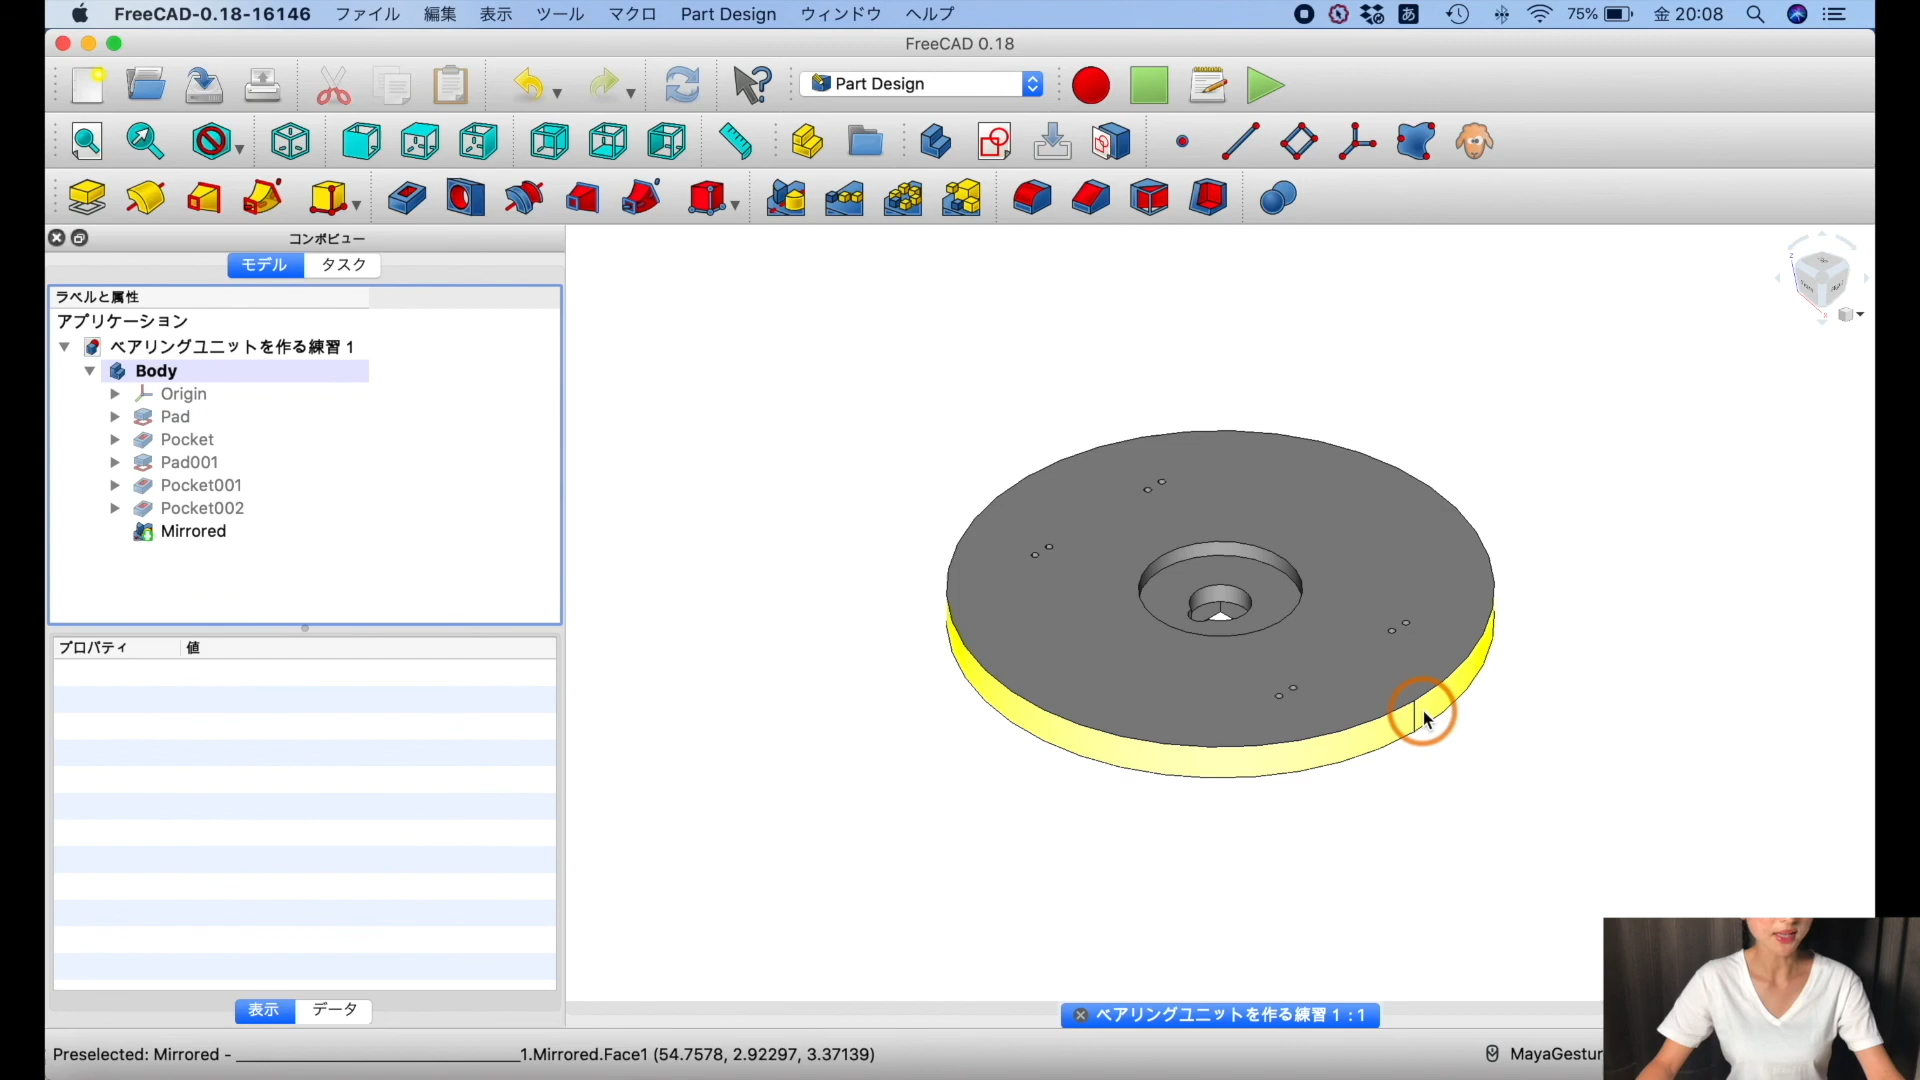 FreeCAD-0.18-16146 ファイル 編集 表示 ツール マクロ Part Design ウィンドウ ヘルプ あ 75% 金 20:08
FreeCAD 0.18
Part Design
コンボビュー
モデル タスク
ラベルと属性
アプリケーション
ベアリングユニットを作る練習 1
Body
Origin
Pad
Pocket
Pad001
Pocket001
Pocket002
Mirrored
プロパティ 値
表示 データ
ベアリングユニットを作る練習 1 : 1
Preselected: Mirrored - ______________________________1.Mirrored.Face1 (54.7578, 2.92297, 3.37139)
MayaGestur